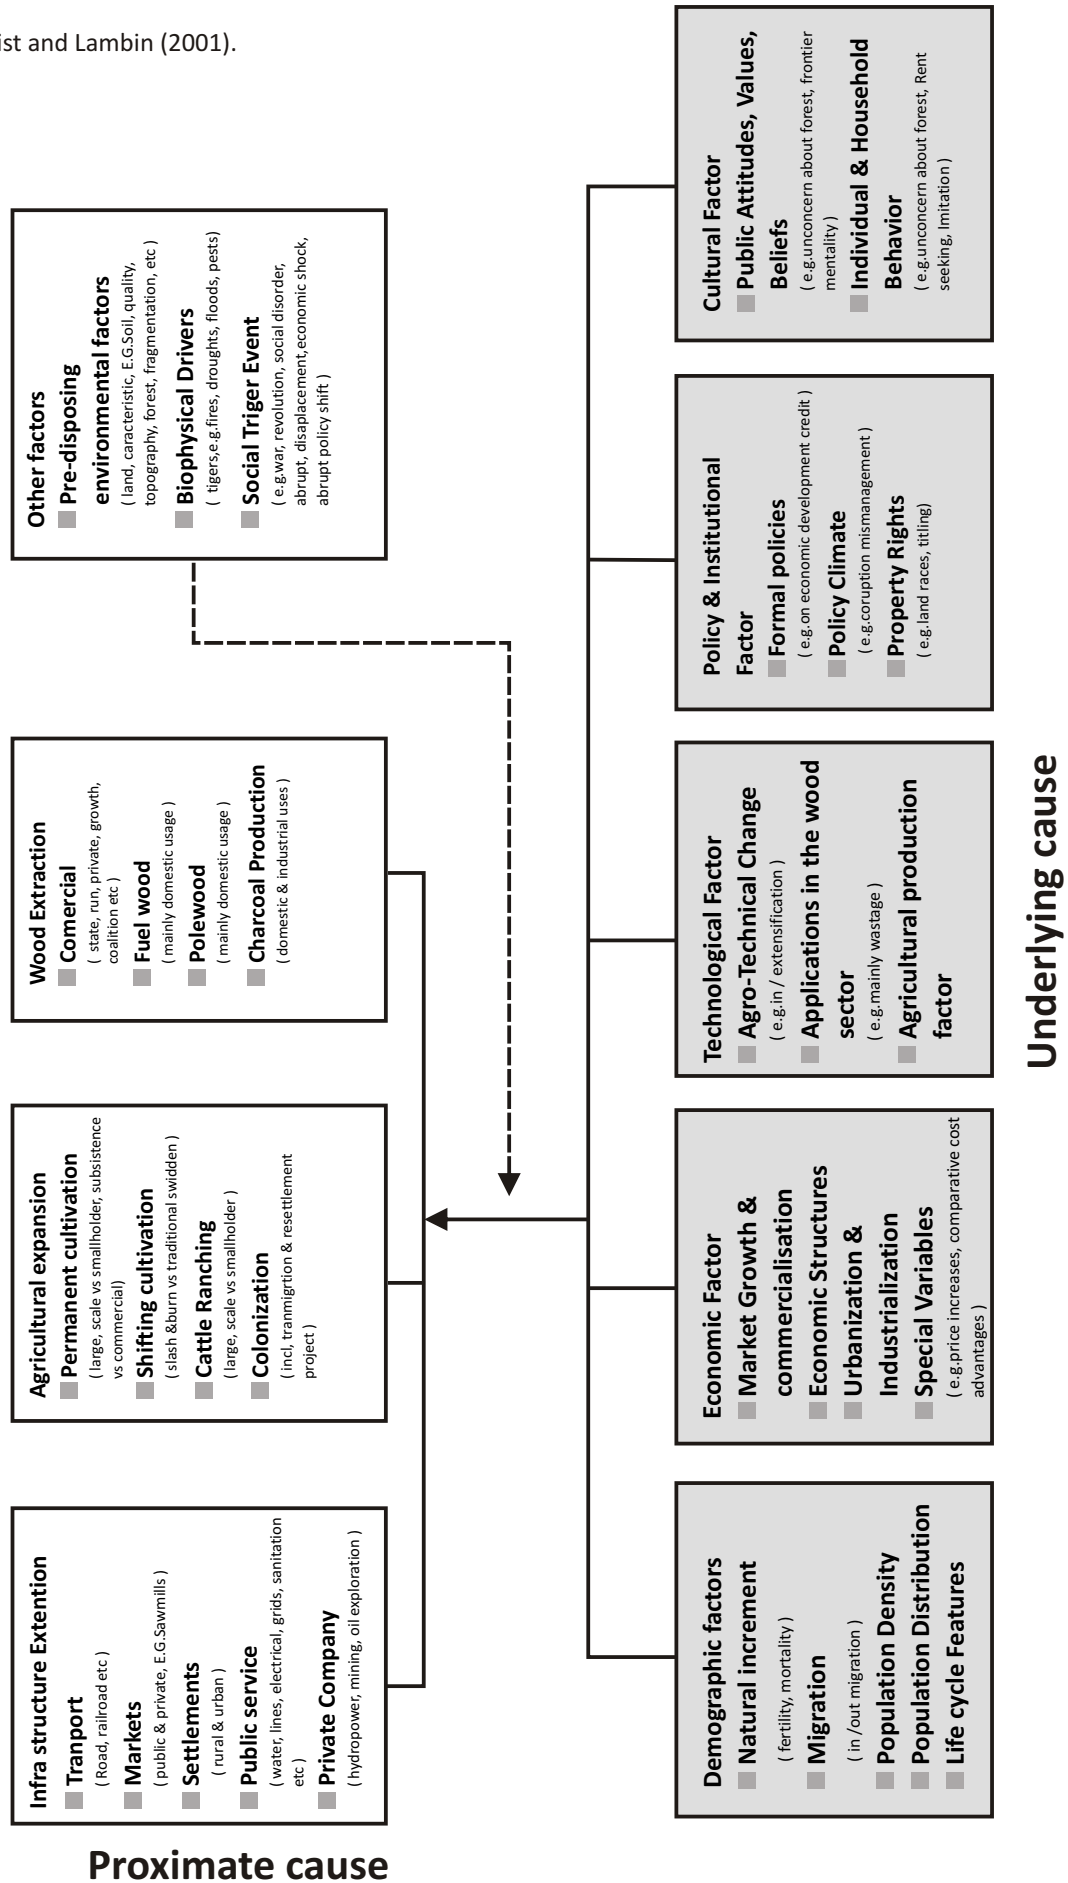 ist and Lambin (2001).
Proximate cause
Infra structure Extention
Tranport
( Road, railroad etc )
Markets
( public & private, E.G.Sawmills )
Settlements
( rural & urban )
Public service
( water, lines, electrical, grids, sanitation
etc )
Private Company
( hydropower, mining, oil exploration )
Agricultural expansion
Permanent cultivation
( large, scale vs smallholder, subsistence
vs commercial)
Shifting cultivation
( slash &burn vs traditional swidden )
Cattle Ranching
( large, scale vs smallholder )
Colonization
( incl, tranmigrtion & resettlement
project )
Wood Extraction
Comercial
( state, run, private, growth,
coalition etc )
Fuel wood
( mainly domestic usage )
Polewood
( mainly domestic usage )
Charcoal Production
( domestic & industrial uses )
Other factors
Pre-disposing
environmental factors
( land, characteristic, E.G.Soil, quality,
topography, forest, fragmentation, etc )
Biophysical Drivers
( tigers,e.g.fires, droughts, floods, pests)
Social Triger Event
( e.g.war, revolution, social disorder,
abrupt, disaplacement,economic shock,
abrupt policy shift )
Demographic factors
Natural increment
( fertility, mortality )
Migration
( in /out migration )
Population Density
Population Distribution
Life cycle Features
Economic Factor
Market Growth &
commercialisation
Economic Structures
Urbanization &
Industrialization
Special Variables
( e.g.price increases, comparative cost
advantages )
Technological Factor
Agro-Technical Change
( e.g.in / extensification )
Applications in the wood
sector
( e.g.mainly wastage )
Agricultural production
factor
Policy & Institutional
Factor
Formal policies
( e.g.on economic development credit )
Policy Climate
( e.g.coruption mismanagement )
Property Rights
( e.g.land races, titling)
Cultural Factor
Public Attitudes, Values,
Beliefs
( e.g.unconcern about forest, frontier
mentality )
Individual & Household
Behavior
( e.g.unconcern about forest, Rent
seeking, Imitation )
Underlying cause